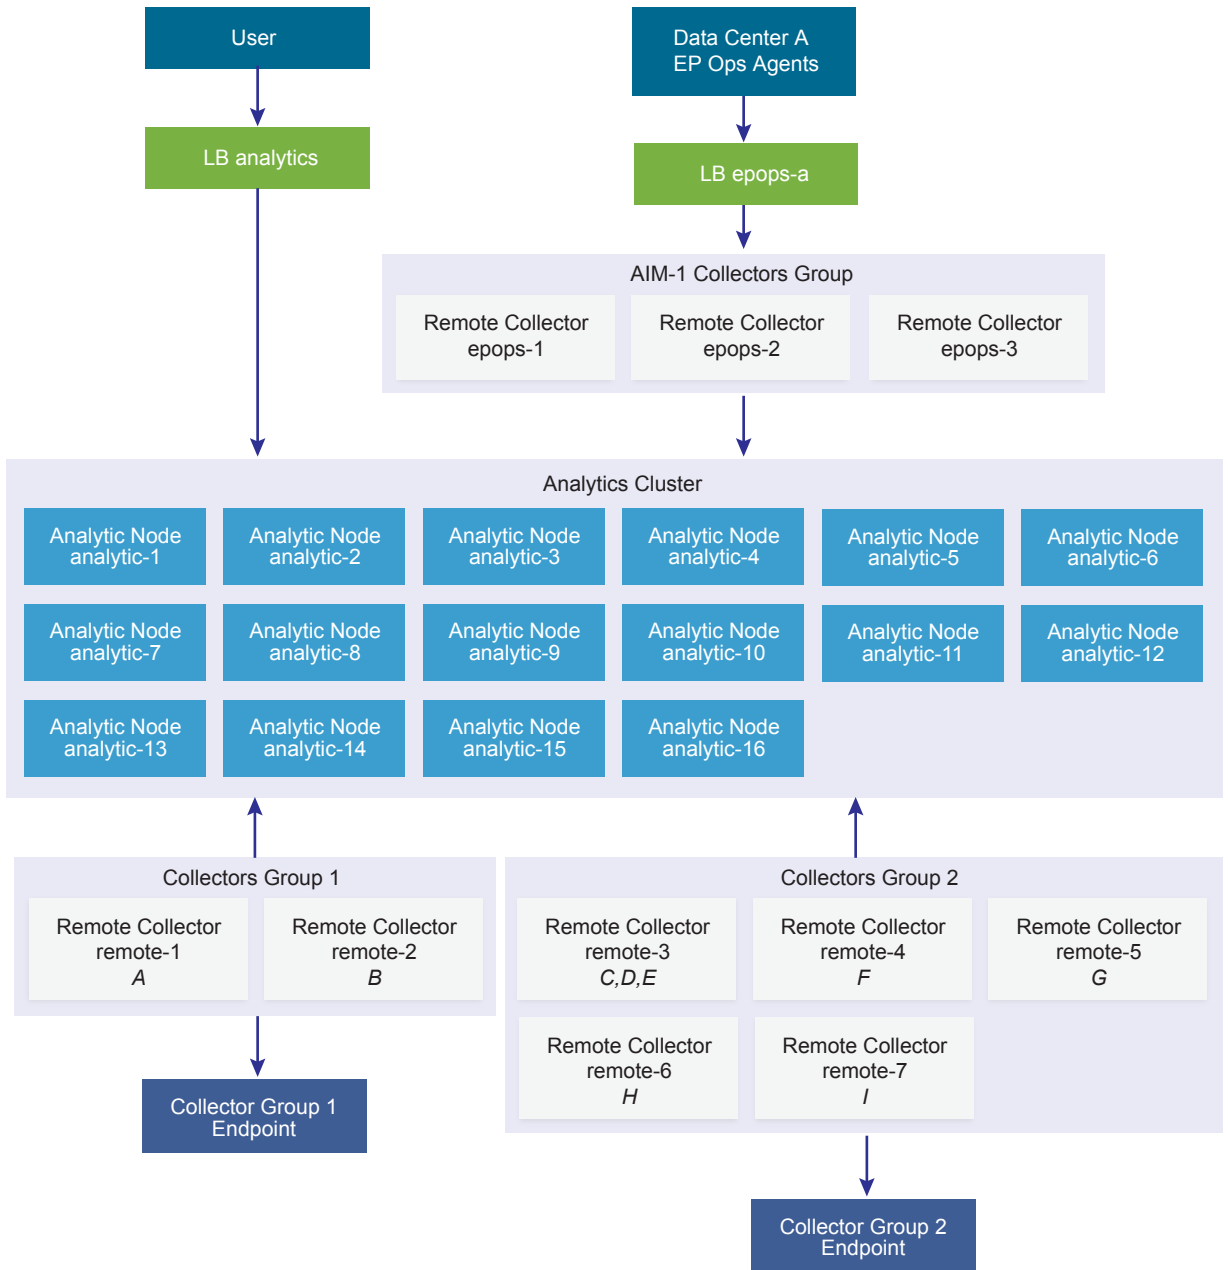 User
Data Center A
EP Ops Agents
LB analytics
LB epops-a
AIM-1 Collectors Group
Remote Collector
epops-1
Remote Collector
epops-2
Remote Collector
epops-3
Analytics Cluster
Analytic Node
analytic-1
Analytic Node
analytic-2
Analytic Node
analytic-3
Analytic Node
analytic-4
Analytic Node
analytic-5
Analytic Node
analytic-6
Analytic Node
analytic-7
Analytic Node
analytic-8
Analytic Node
analytic-9
Analytic Node
analytic-10
Analytic Node
analytic-11
Analytic Node
analytic-12
Analytic Node
analytic-13
Analytic Node
analytic-14
Analytic Node
analytic-15
Analytic Node
analytic-16
Collectors Group 1
Remote Collector
remote-1
A
Remote Collector
remote-2
B
Collector Group 1
Endpoint
Collectors Group 2
Remote Collector
remote-3
C,D,E
Remote Collector
remote-4
F
Remote Collector
remote-5
G
Remote Collector
remote-6
H
Remote Collector
remote-7
I
Collector Group 2
Endpoint